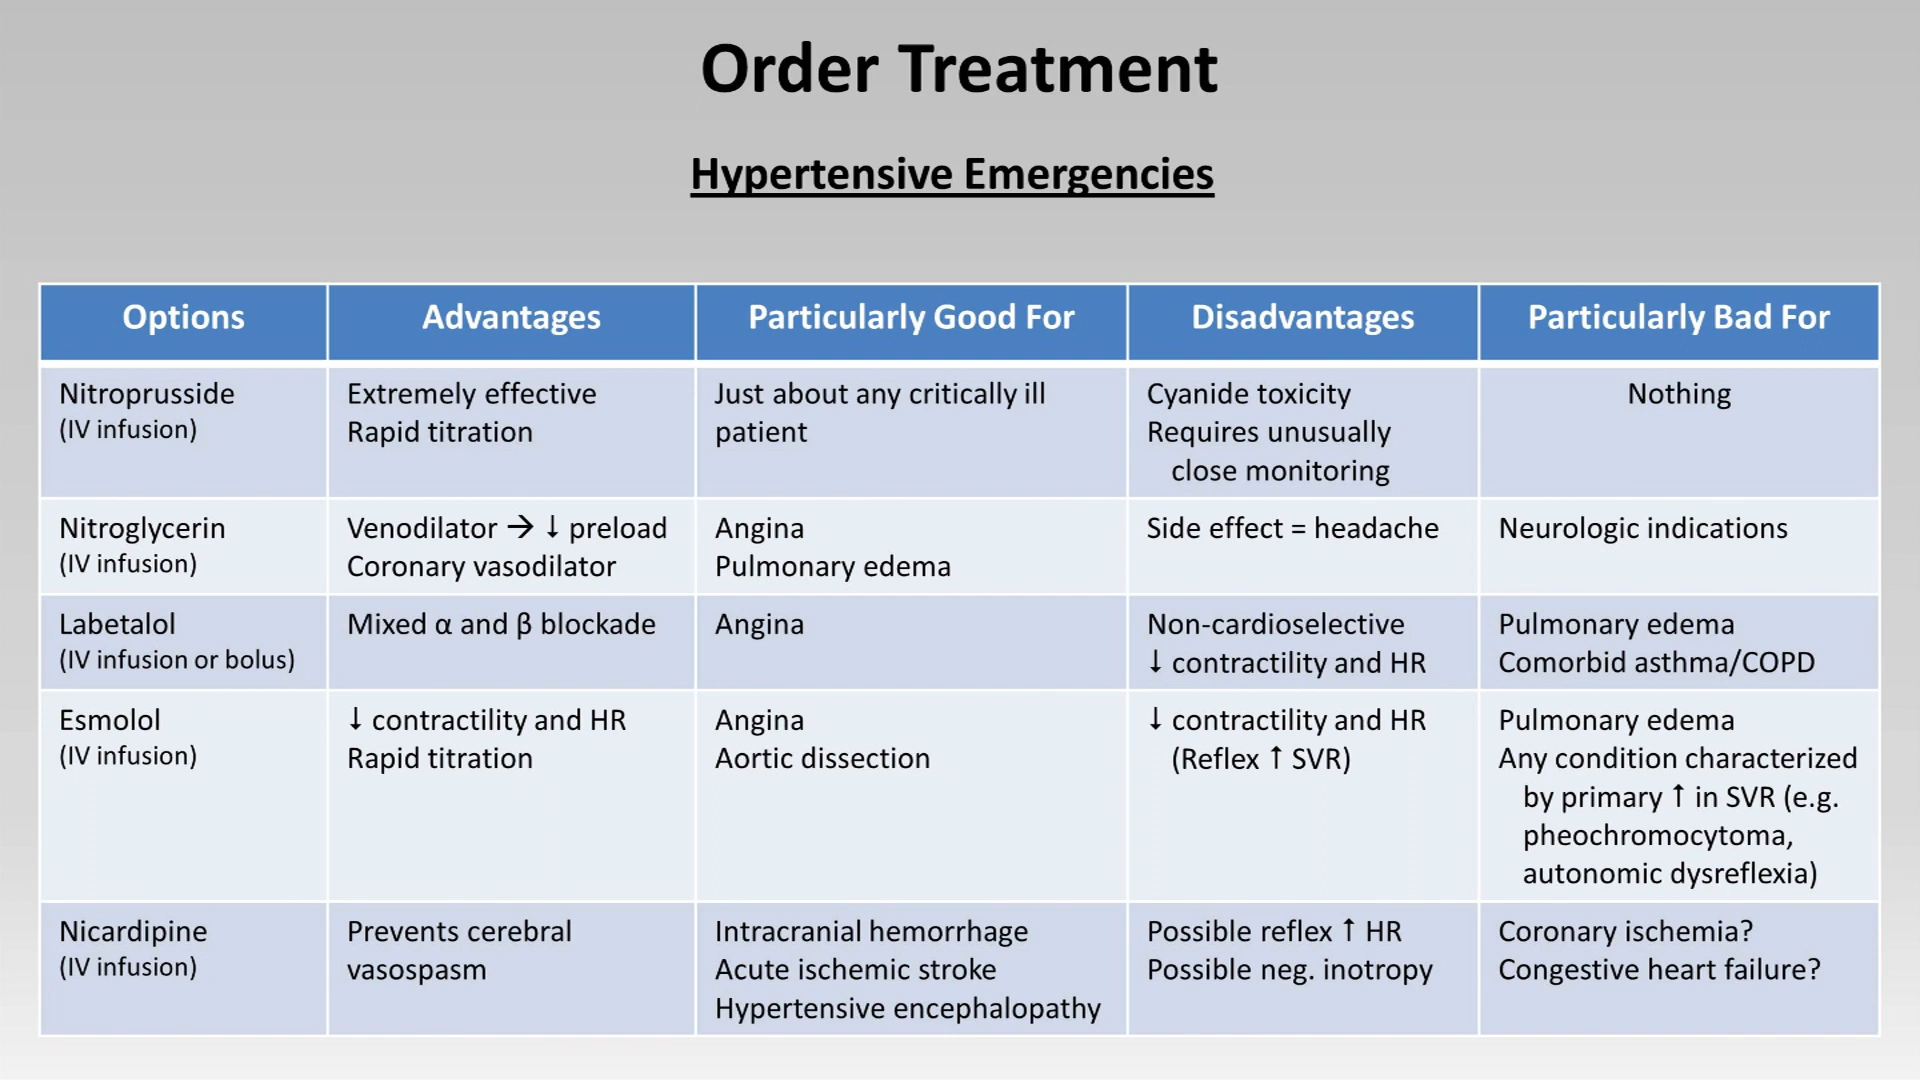 Order Treatment
Hypertensive Emergencies
Options
Advantages
Particularly Good For
Disadvantages
Particularly Bad For
Nitroprusside
(IV infusion)
Extremely effective
Rapid titration
Just about any critically ill
patient
Cyanide toxicity
Requires unusually
close monitoring
Nothing
Nitroglycerin
(IV infusion)
Venodilator → ↓ preload
Coronary vasodilator
Angina
Pulmonary edema
Side effect = headache
Neurologic indications
Labetalol
(IV infusion or bolus)
Mixed α and β blockade
Angina
Non-cardioselective
↓ contractility and HR
Pulmonary edema
Comorbid asthma/COPD
Esmolol
(IV infusion)
↓ contractility and HR
Rapid titration
Angina
Aortic dissection
↓ contractility and HR
(Reflex ↑ SVR)
Pulmonary edema
Any condition characterized
by primary ↑ in SVR (e.g.
pheochromocytoma,
autonomic dysreflexia)
Nicardipine
(IV infusion)
Prevents cerebral
vasospasm
Intracranial hemorrhage
Acute ischemic stroke
Hypertensive encephalopathy
Possible reflex ↑ HR
Possible neg. inotropy
Coronary ischemia?
Congestive heart failure?